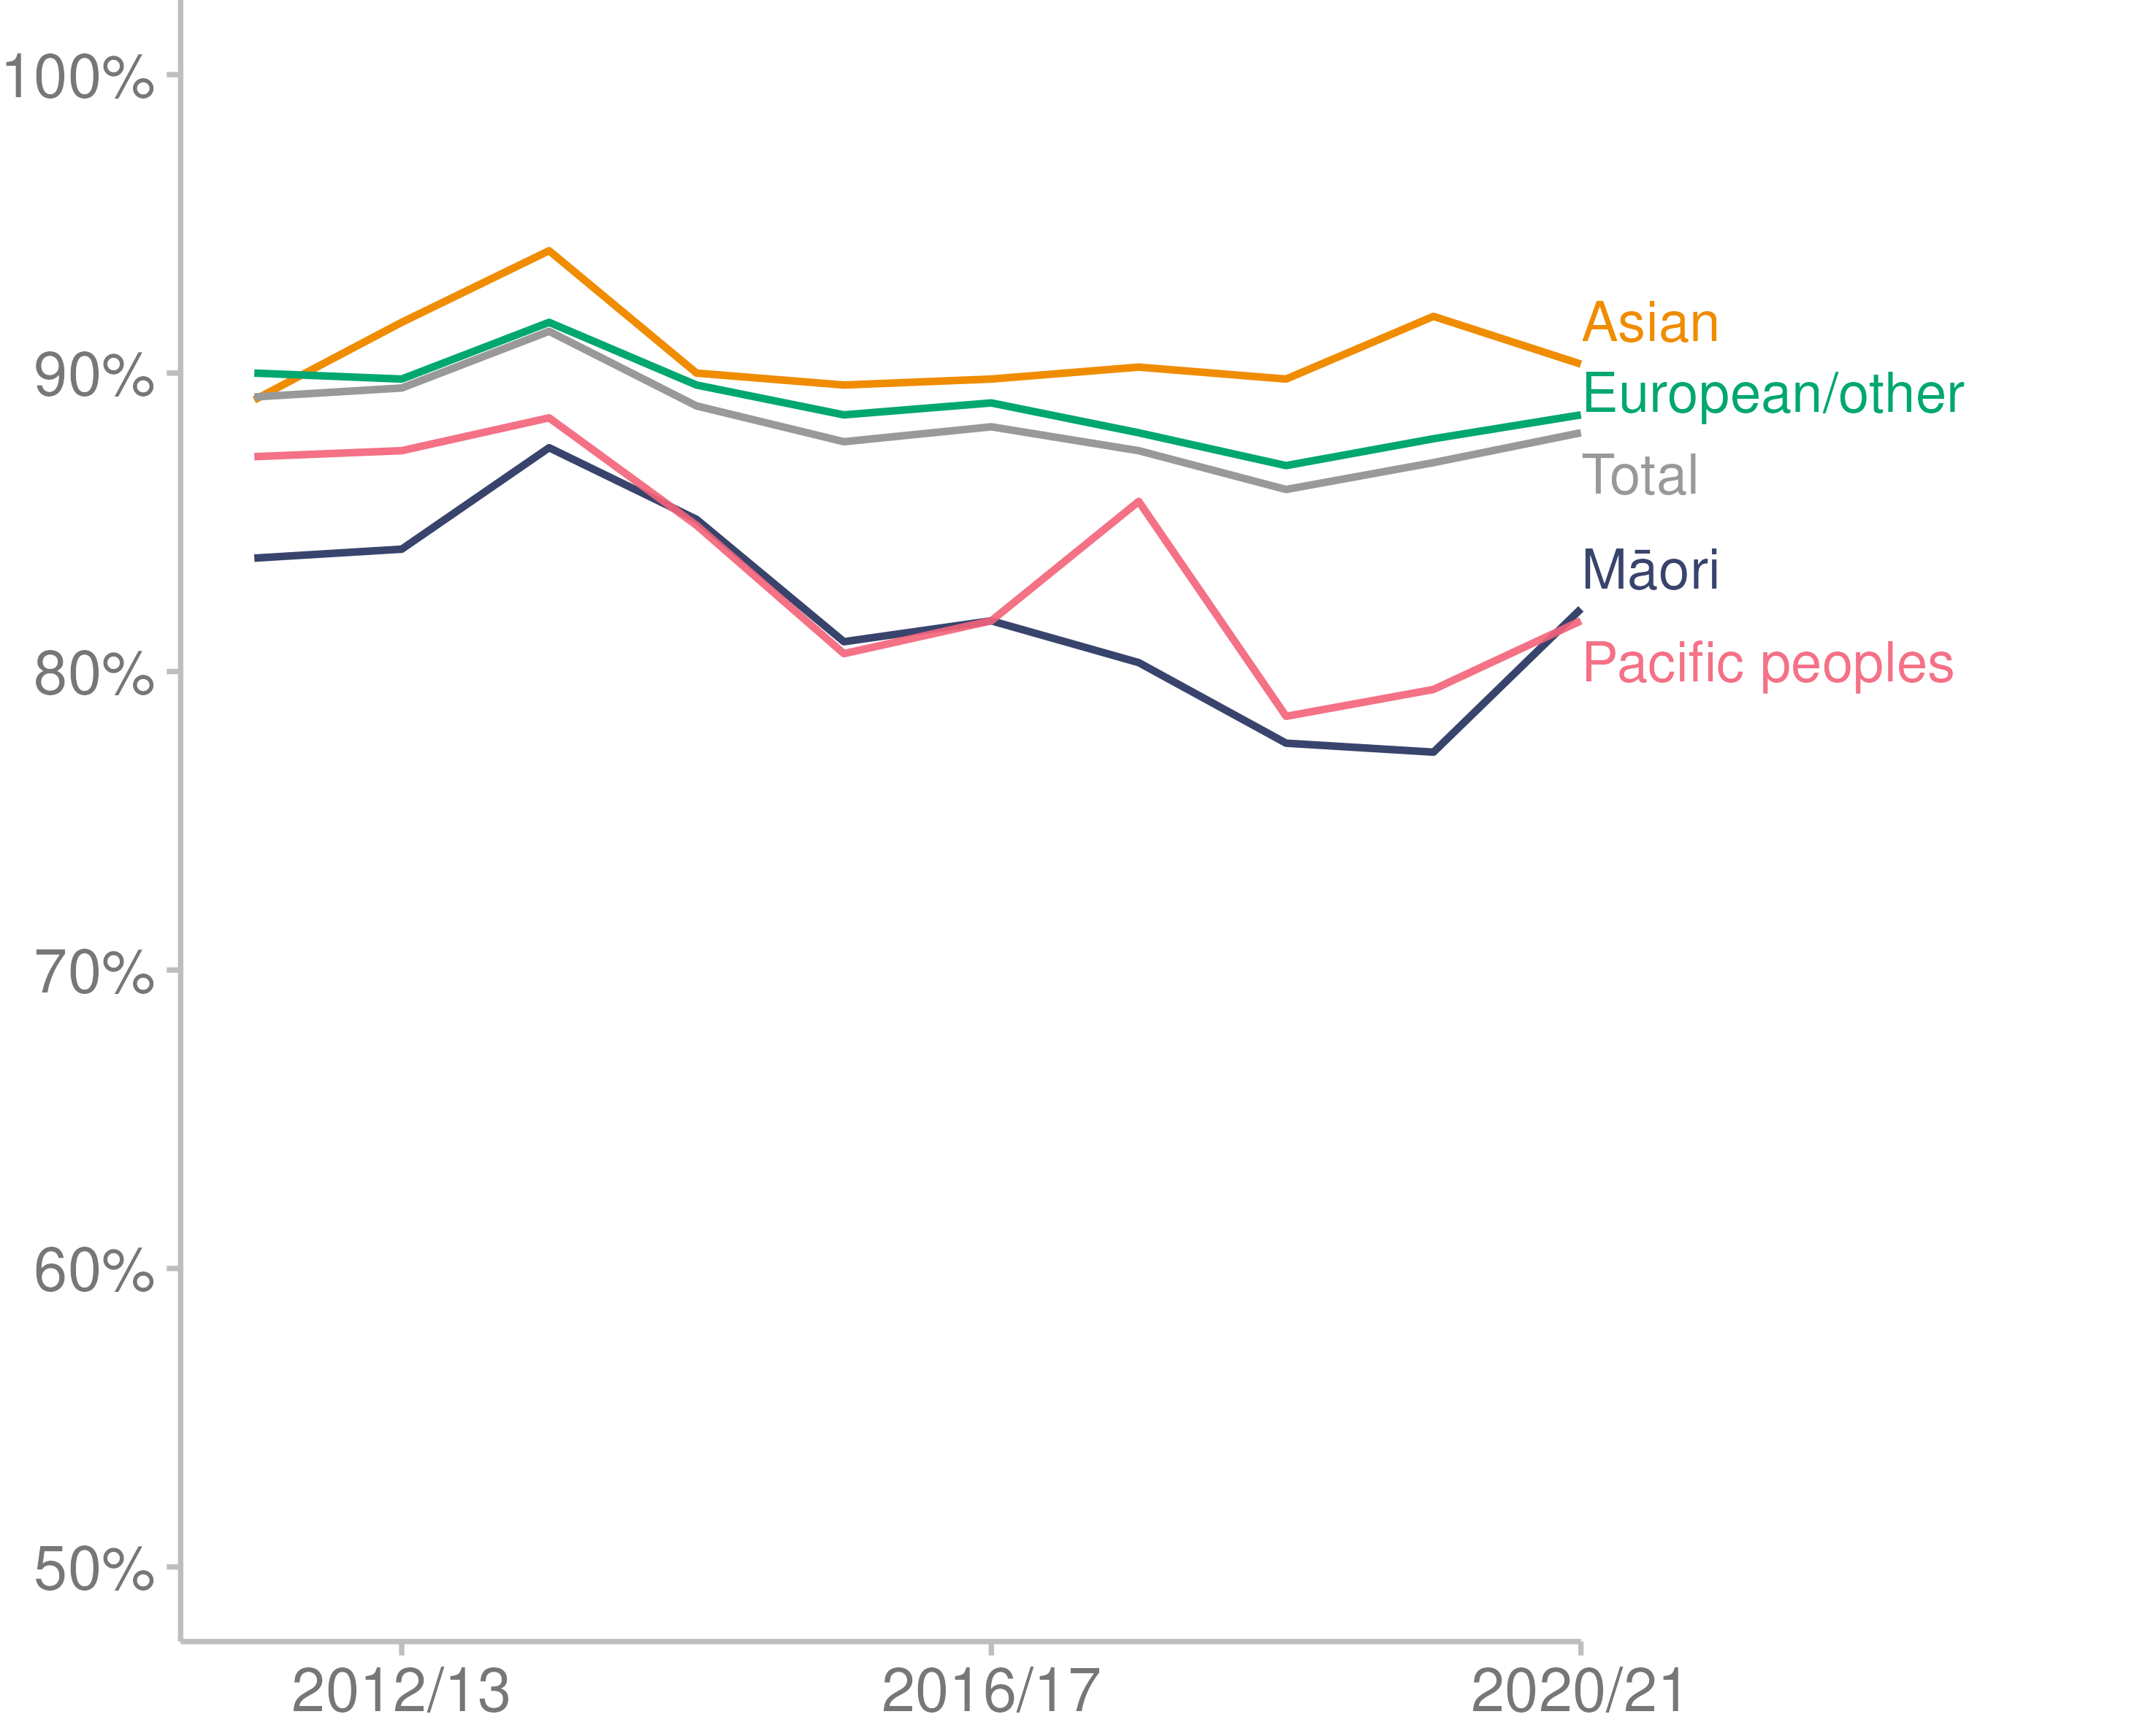 100%
90%
80%
70%
60%
50%
Asian
European/other
Total
Māori
Pacific peoples
2012/13
2016/17
2020/21